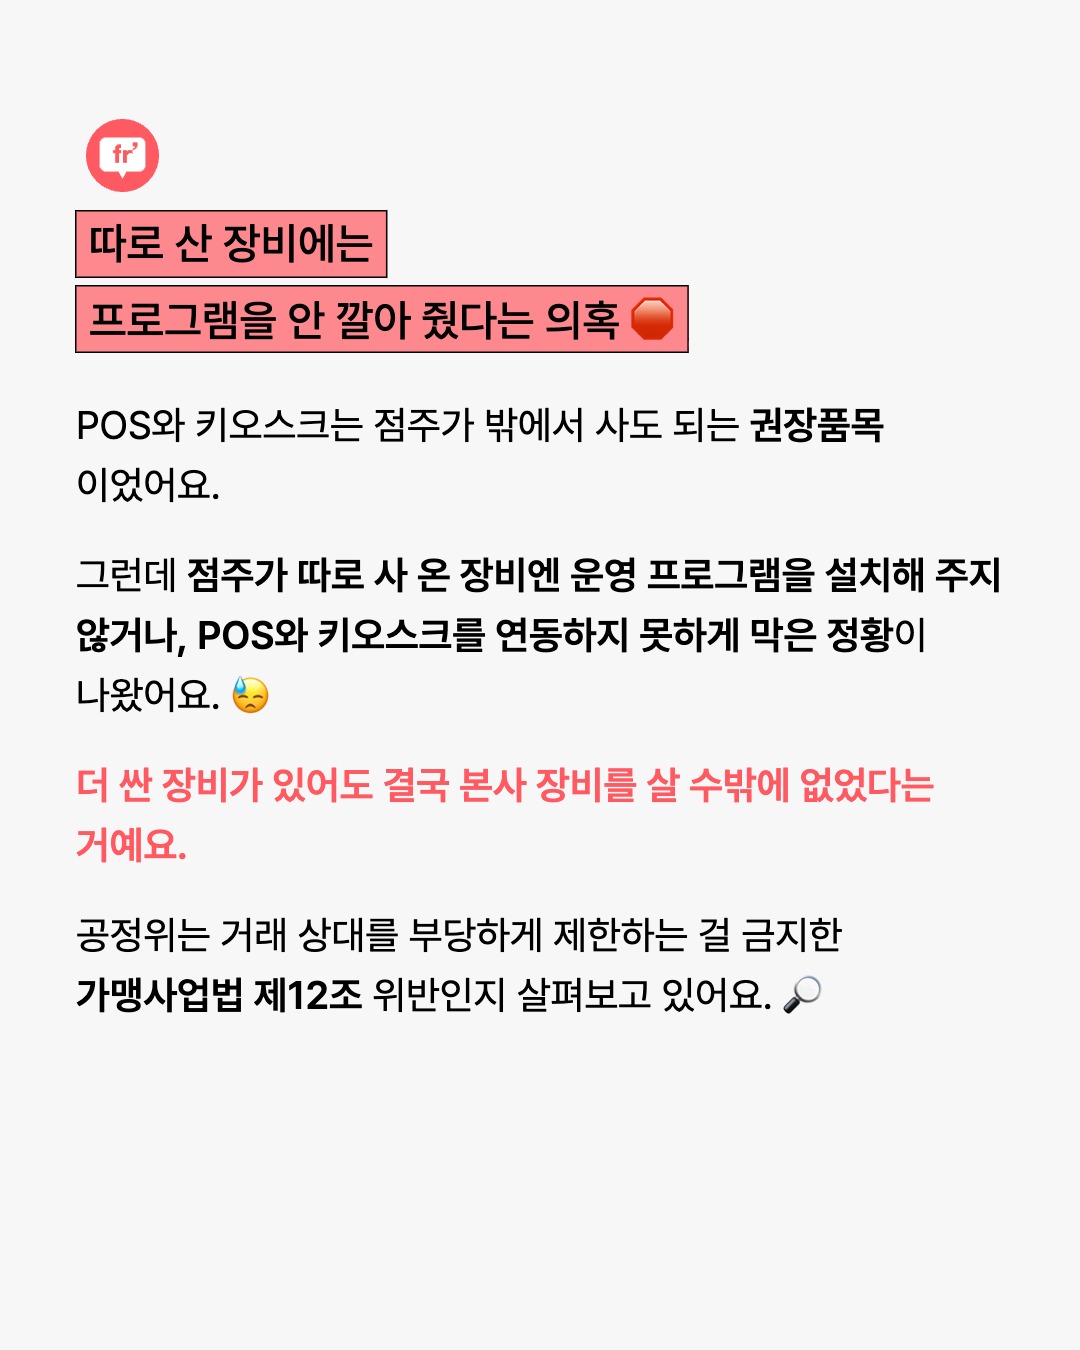 fr’
따로 산 장비에는
프로그램을 안 깔아 줬다는 의혹 🛑
POS와 키오스크는 점주가 밖에서 사도 되는 권장품목
이었어요.
그런데 점주가 따로 사 온 장비엔 운영 프로그램을 설치해 주지
않거나, POS와 키오스크를 연동하지 못하게 막은 정황이
나왔어요. 😓
더 싼 장비가 있어도 결국 본사 장비를 살 수밖에 없었다는
거예요.
공정위는 거래 상대를 부당하게 제한하는 걸 금지한
가맹사업법 제12조 위반인지 살펴보고 있어요. 🔎